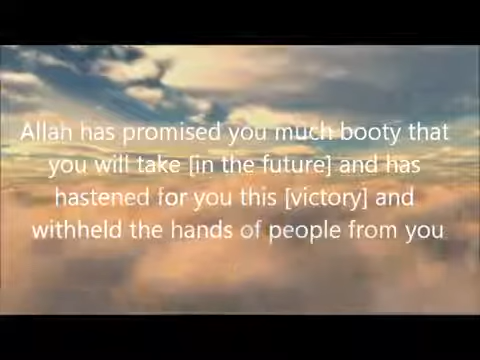 Allah has promised you much booty that
you will take [in the future] and has
hastened for you this [victory] and
withheld the hands of people from you